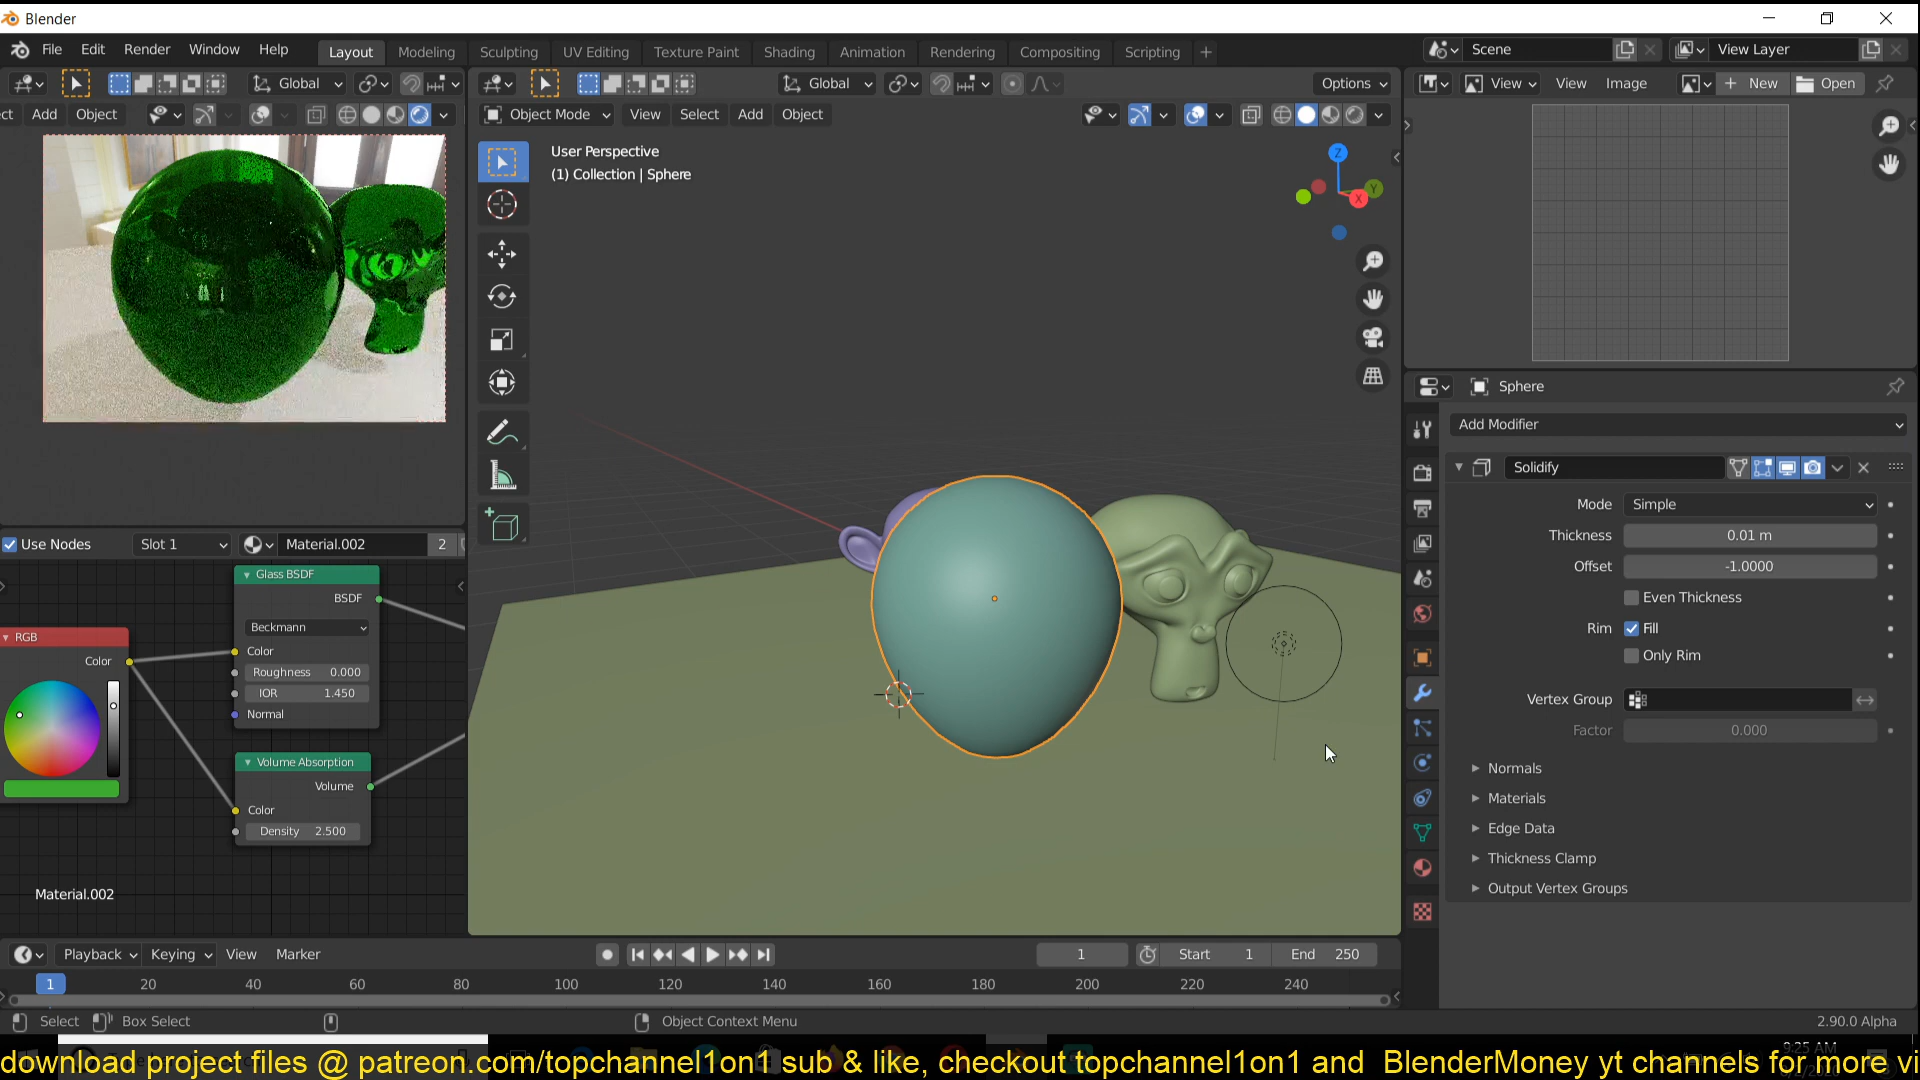 Blender
File Edit Render Window Help Layout Modeling Sculpting UV Editing Texture Paint Shading Animation Rendering Compositing Scripting + Scene View Layer
Global Global Options View View Image New Open
ct Add Object Object Mode View Select Add Object
User Perspective
(1) Collection | Sphere
Z
Y
X
Sphere
Add Modifier
Solidify
Mode Simple
Thickness 0.01 m
Offset -1.0000
Even Thickness
Rim Fill
Only Rim
Vertex Group
Factor 0.000
Normals
Materials
Edge Data
Thickness Clamp
Output Vertex Groups
Use Nodes Slot 1 Material.002 2
Glass BSDF
BSDF
Beckmann
Color
Roughness 0.000
IOR 1.450
Normal
RGB
Color
Volume Absorption
Volume
Color
Density 2.500
Material.002
Playback Keying View Marker 1 Start 1 End 250
1 20 40 60 80 100 120 140 160 180 200 220 240
Select Box Select Object Context Menu 2.90.0 Alpha
download project files @ patreon.com/topchannel1on1 sub & like, checkout topchannel1on1 and BlenderMoney yt channels for more vi
9:25 AM